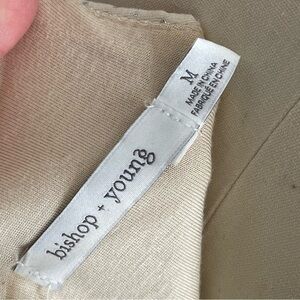 bishop + young
M
MADE IN CHINA
FABRIQUÉ EN CHINE